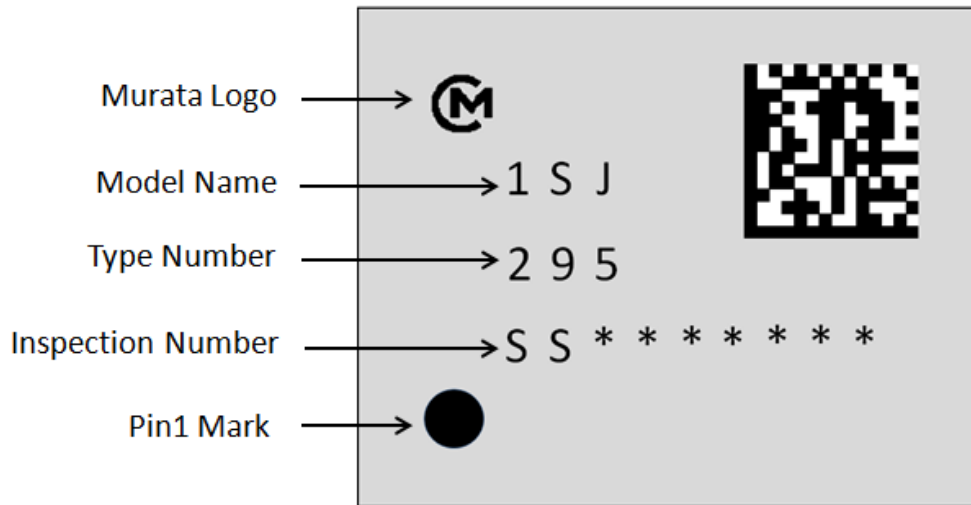 Murata Logo
Model Name 1 S J
Type Number 2 9 5
Inspection Number S S * * * * * * *
Pin1 Mark